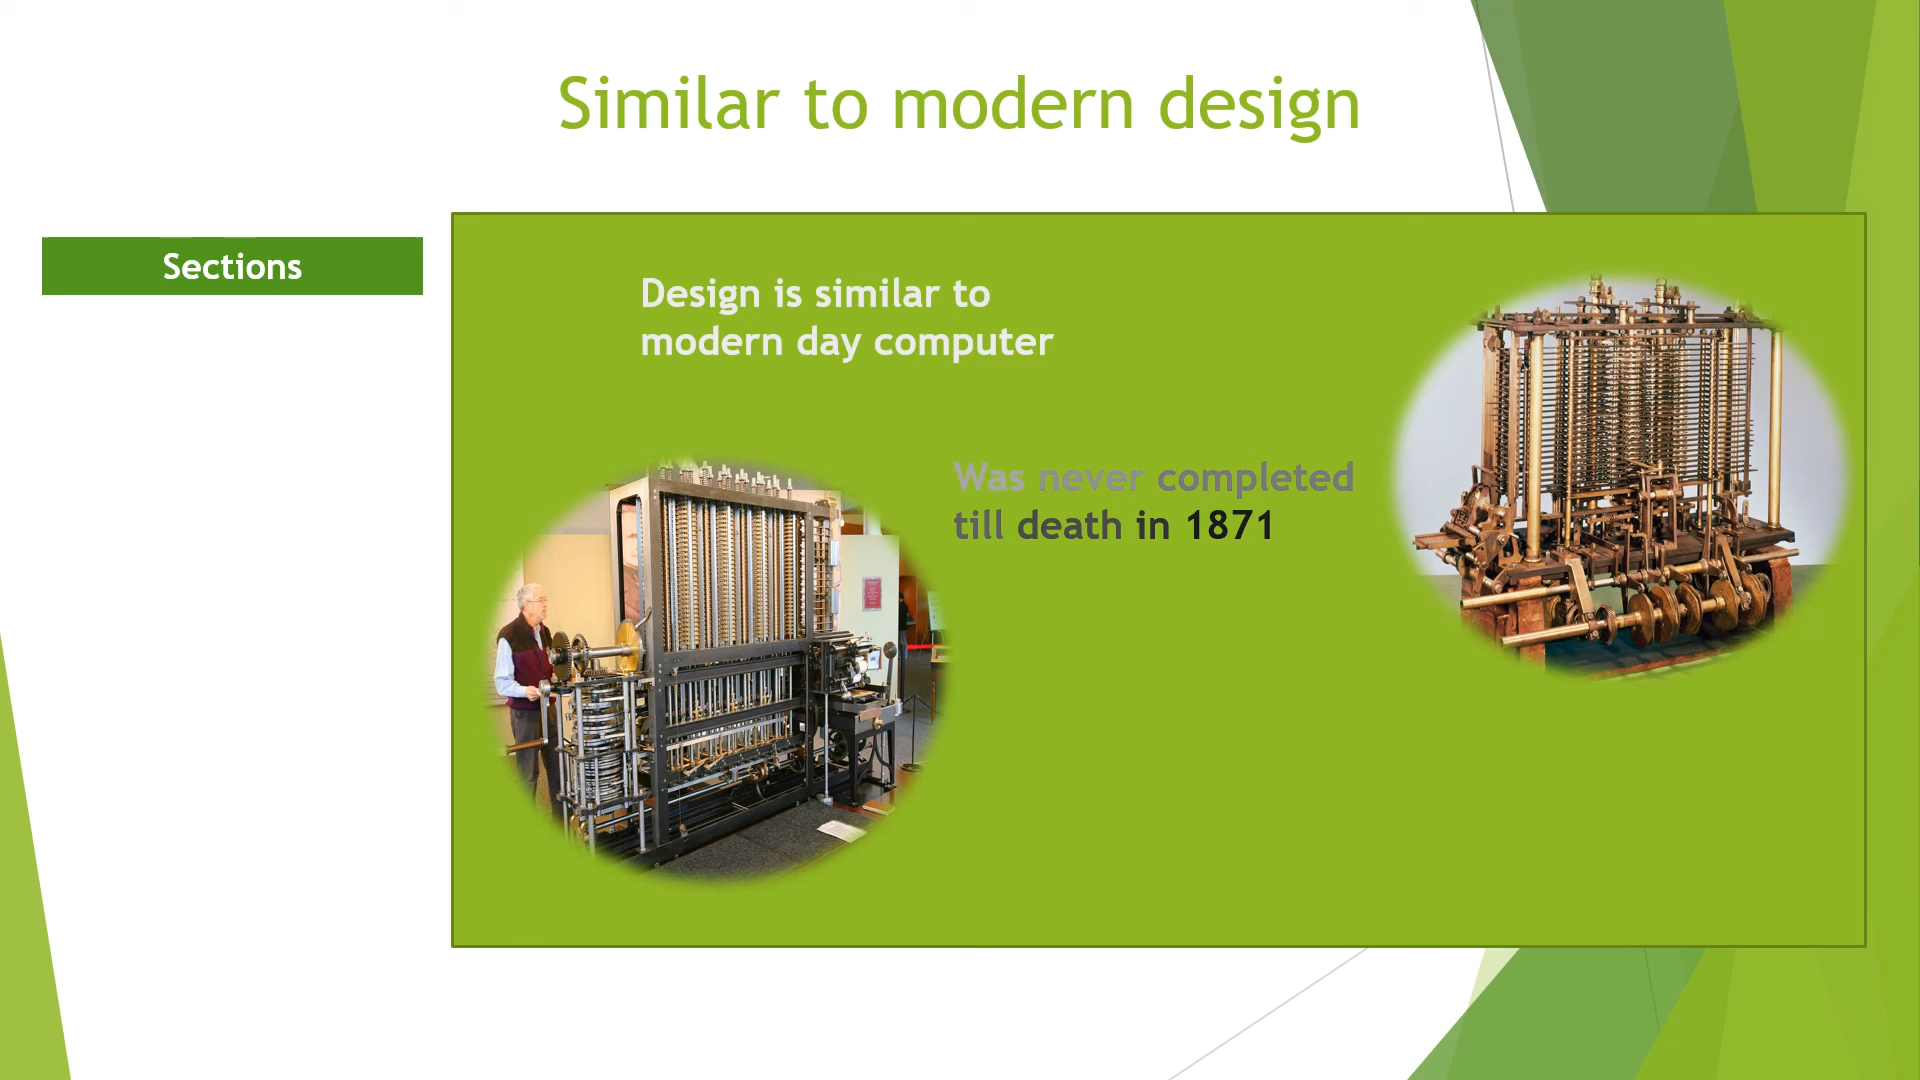 Similar to modern design
Sections
Design is similar to
modern day computer
Was never completed
till death in 1871